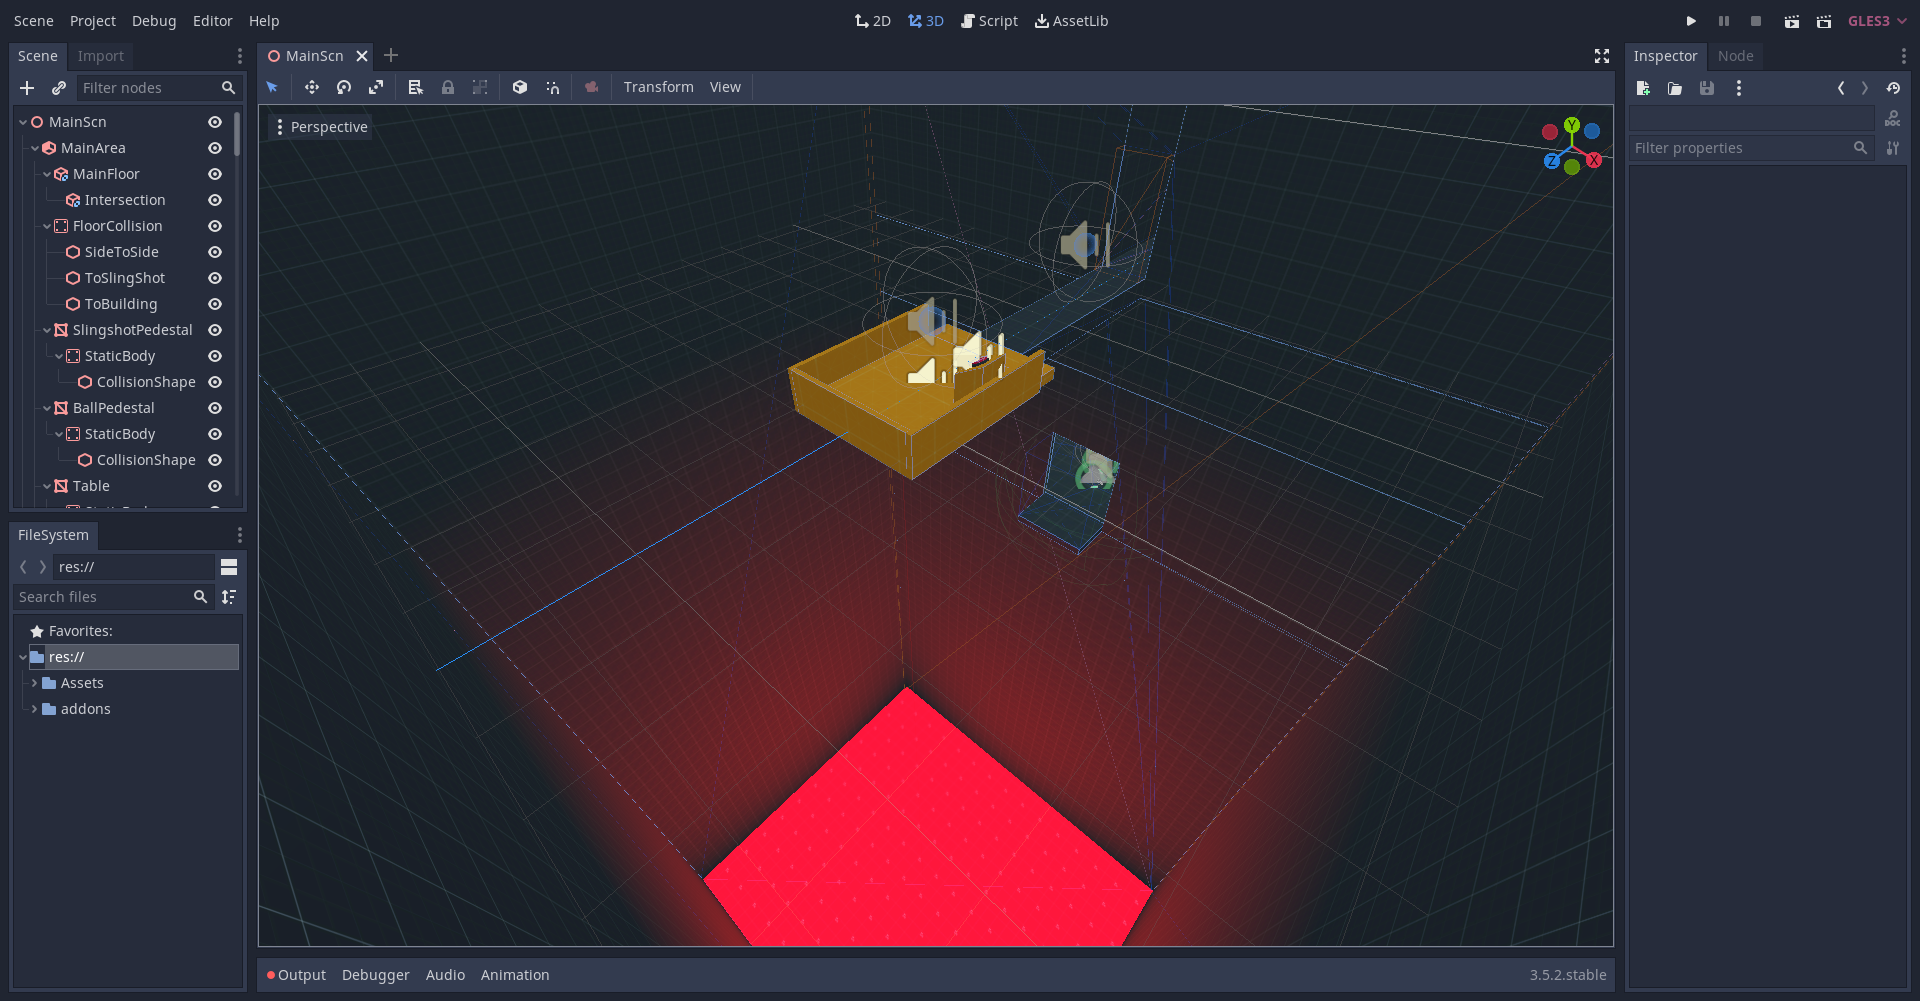 Scene Project Debug Editor Help
2D 3D Script AssetLib
GLES3
Scene Import
Filter nodes
MainScn
MainArea
MainFloor
Intersection
FloorCollision
SideToSide
ToSlingShot
ToBuilding
SlingshotPedestal
StaticBody
CollisionShape
BallPedestal
StaticBody
CollisionShape
Table
FileSystem
res://
Search files
Favorites:
res://
Assets
addons
MainScn
Transform View
Perspective
Y
Z X
Output Debugger Audio Animation
3.5.2.stable
Inspector Node
Filter properties